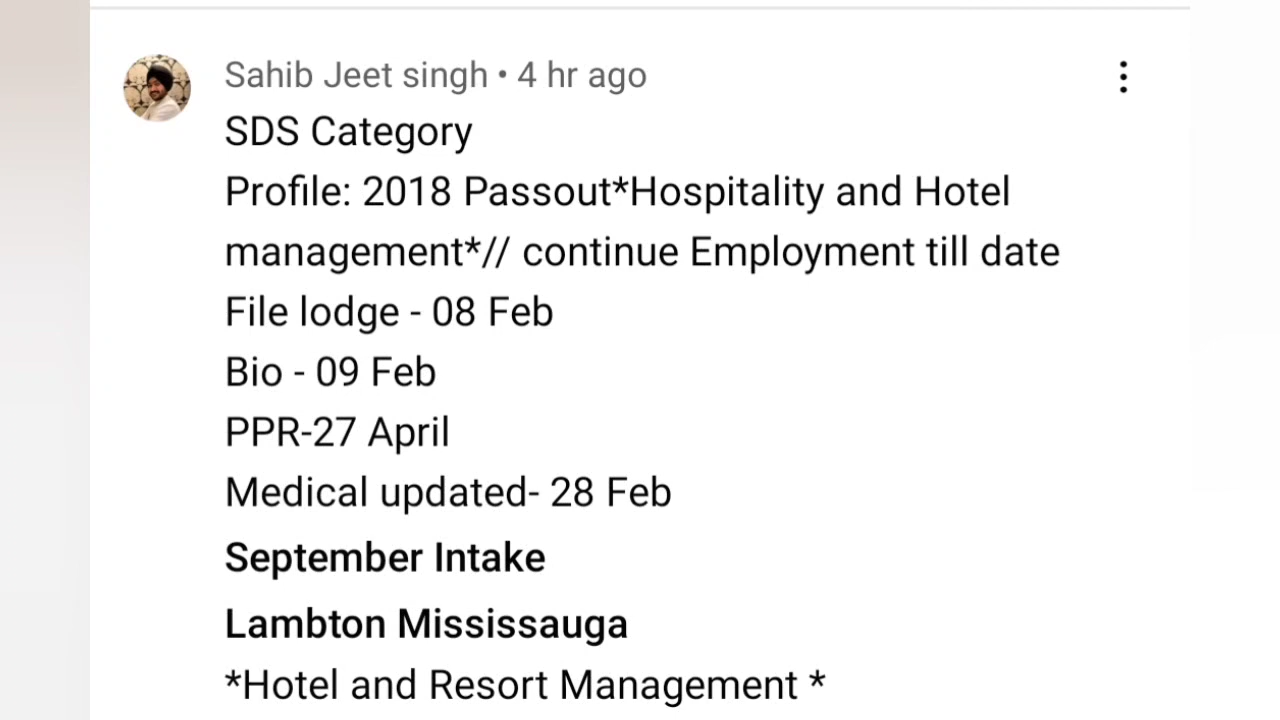 Sahib Jeet singh • 4 hr ago
SDS Category
Profile: 2018 Passout*Hospitality and Hotel
management*// continue Employment till date
File lodge - 08 Feb
Bio - 09 Feb
PPR-27 April
Medical updated- 28 Feb
September Intake
Lambton Mississauga
*Hotel and Resort Management *